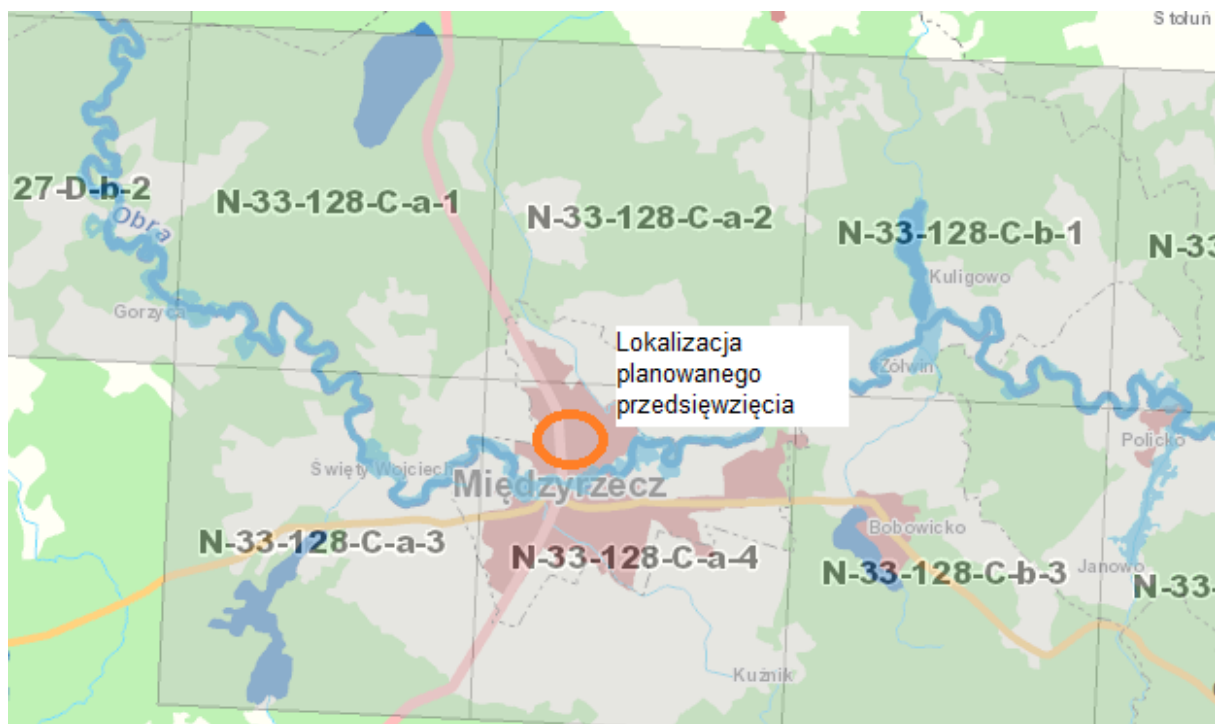 Stołuń
27-D-b-2
N-33-128-C-a-1
N-33-128-C-a-2
N-33-128-C-b-1
N-33
Obra
Kuligowo
Gorzyca
Lokalizacja
planowanego
przedsięwzięcia
Żółwin
Policko
Święty Wojciech
Międzyrzecz
N-33-128-C-a-3
N-33-128-C-a-4
Bobowicko
N-33-128-C-b-3
Janowo
N-33-
Kuźnik